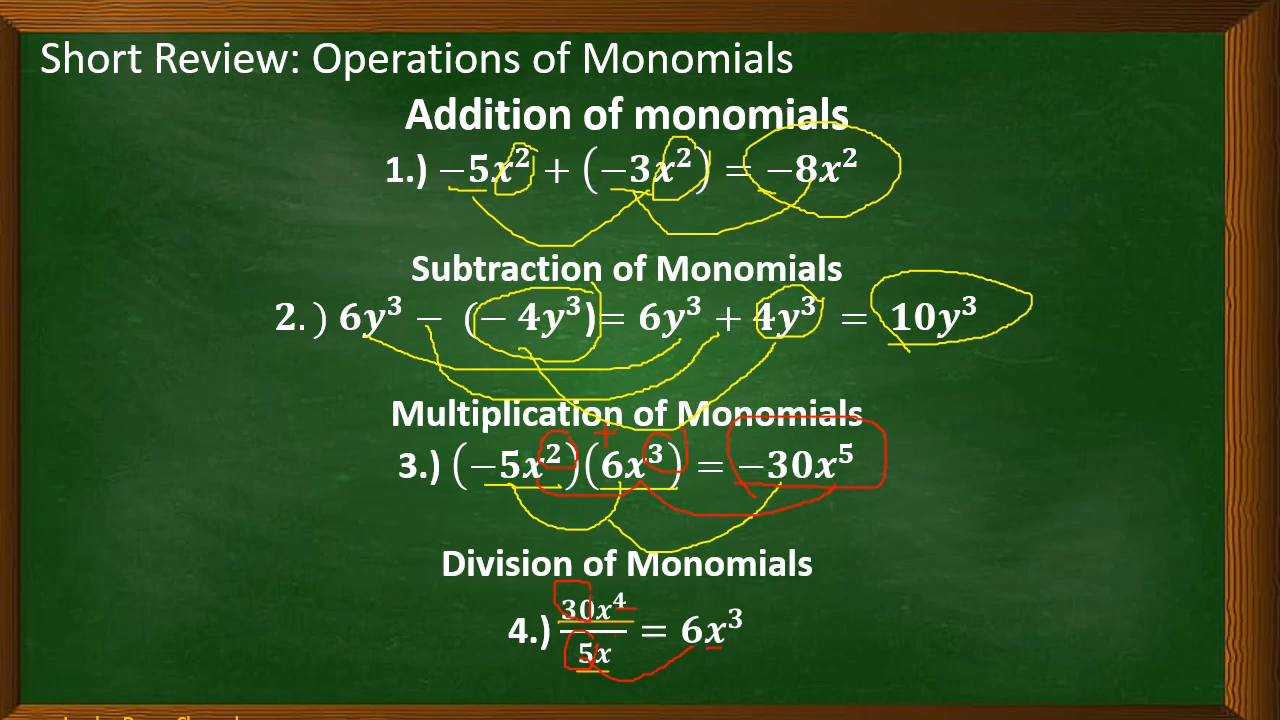 Short Review: Operations of Monomials
Addition of monomials
1.) −5x² + (−3x²) = −8x²
Subtraction of Monomials
2. ) 6y³ − (− 4y³)= 6y³ + 4y³ = 10y³
Multiplication of Monomials
+
3.) (−5x²)(6x³) = −30x⁵
Division of Monomials
4.) 30x⁴/5x = 6x³